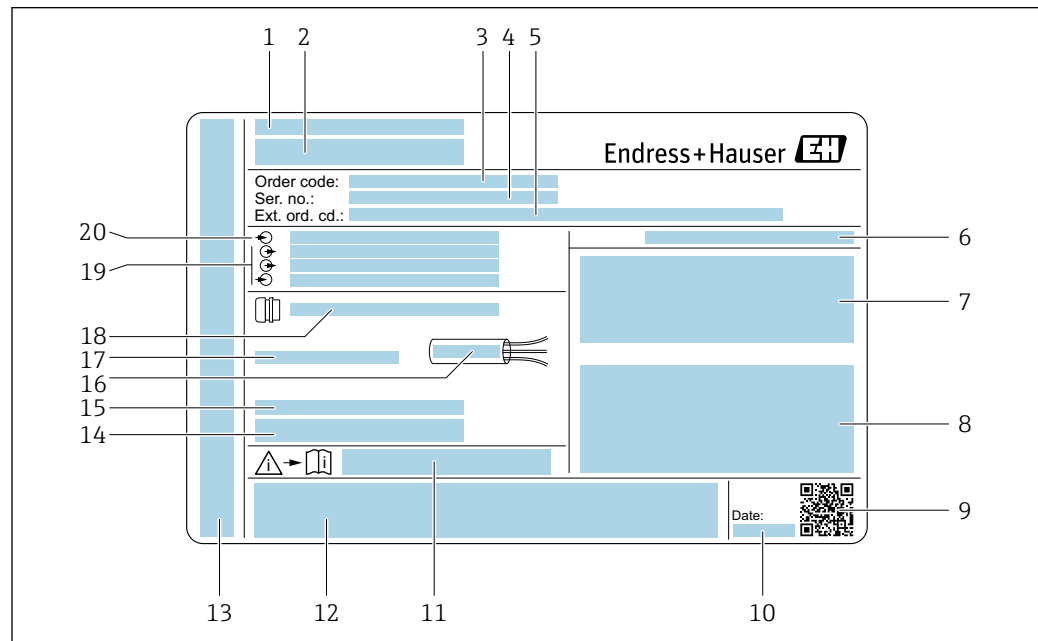 1 2 3 4 5
Endress+Hauser EH
Order code:
Ser. no.:
Ext. ord. cd.:
20
6
19
7
18
17
16
15
8
14
i i
9
Date:
13 12 11 10